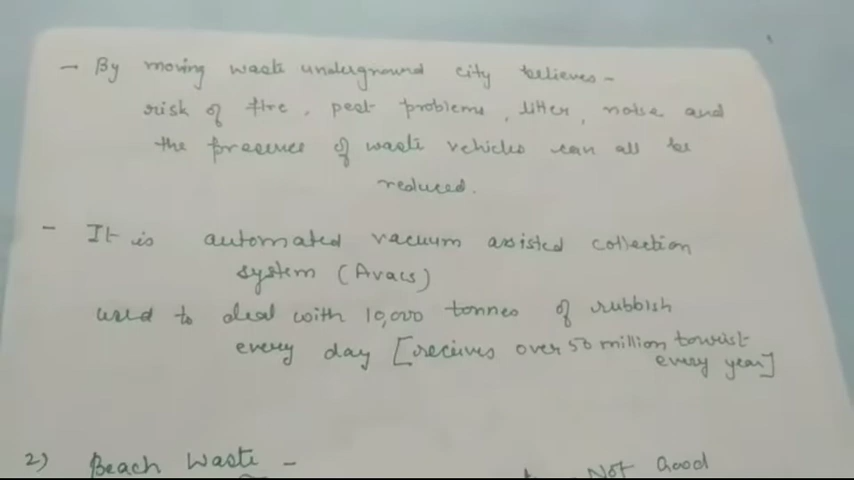 - By moving waste underground city believes -
risk of fire, pest problems, litter, noise and
the presence of waste vehicles can all be
reduced.
- It is automated vacuum assisted collection
system (Avacs)
used to deal with 10,000 tonnes of rubbish
every day [receives over 50 million tourist
every year]
2) Beach Waste - Not Good